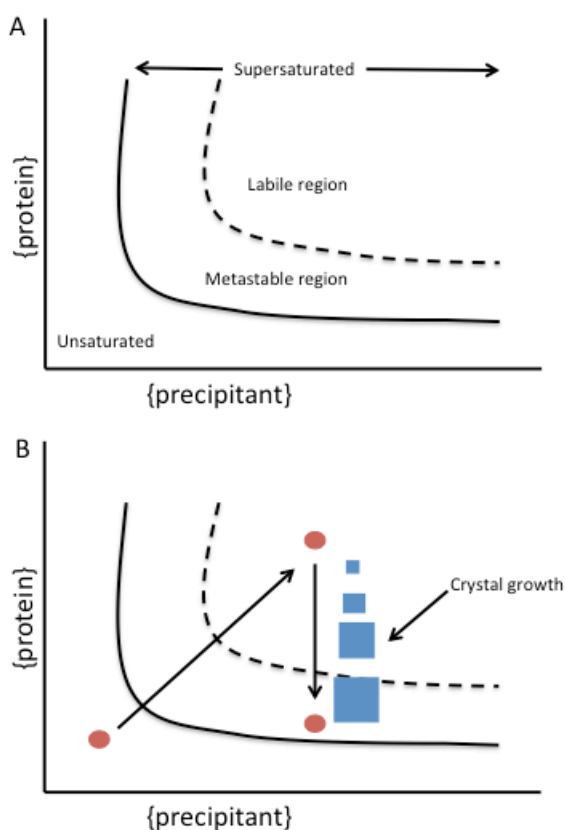 A
Supersaturated
Labile region
{protein}
Metastable region
Unsaturated
{precipitant}
B
Crystal growth
{protein}
{precipitant}